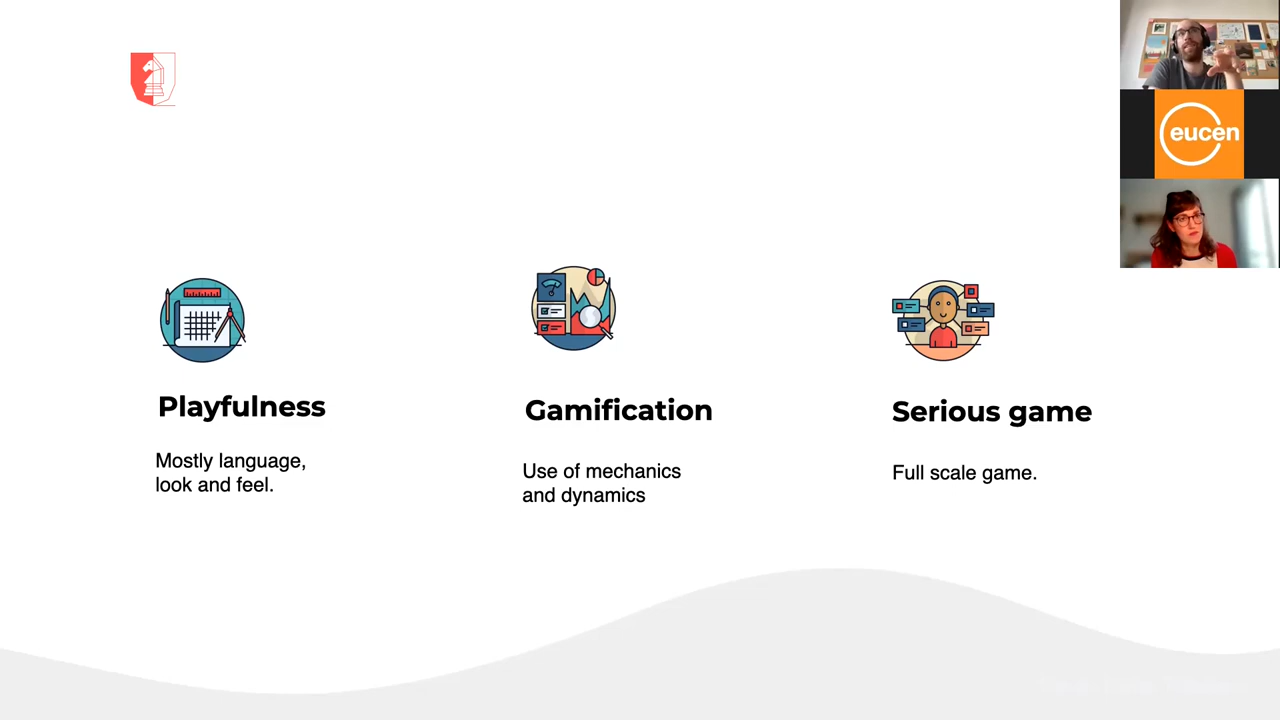 eucen
Playfulness
Mostly language,
look and feel.
Gamification
Use of mechanics
and dynamics
Serious game
Full scale game.